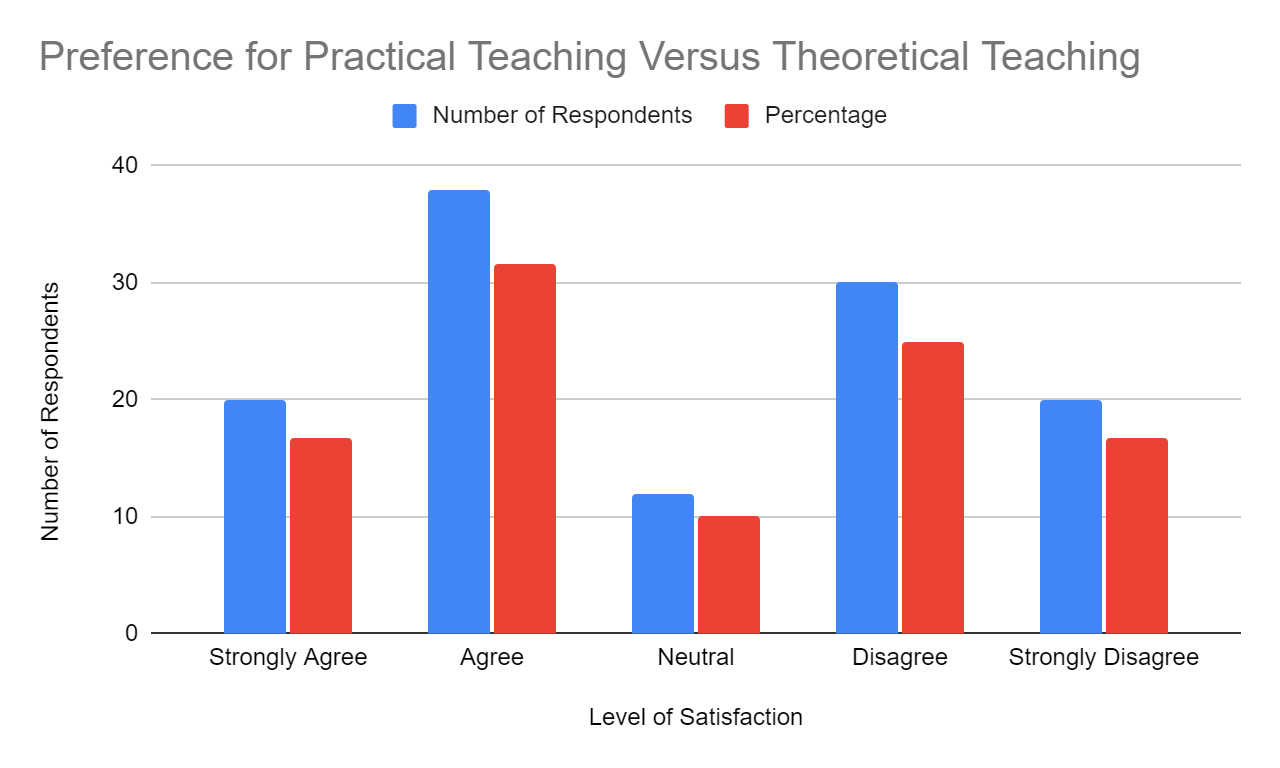 Preference for Practical Teaching Versus Theoretical Teaching
Number of Respondents Percentage
40
30
20
10
0
Number of Respondents
Strongly Agree Agree Neutral Disagree Strongly Disagree
Level of Satisfaction